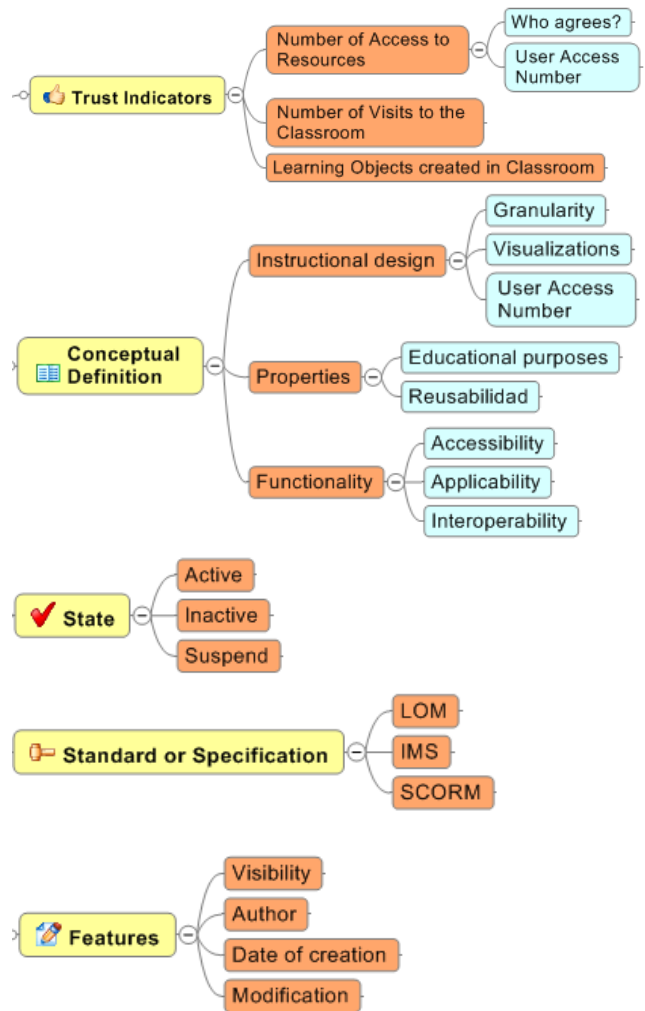 Trust Indicators
Number of Access to
Resources
Who agrees?
User Access
Number
Number of Visits to the
Classroom
Learning Objects created in Classroom
Conceptual
Definition
Instructional design
Granularity
Visualizations
User Access
Number
Properties
Educational purposes
Reusabilidad
Functionality
Accessibility
Applicability
Interoperability
State
Active
Inactive
Suspend
Standard or Specification
LOM
IMS
SCORM
Features
Visibility
Author
Date of creation
Modification